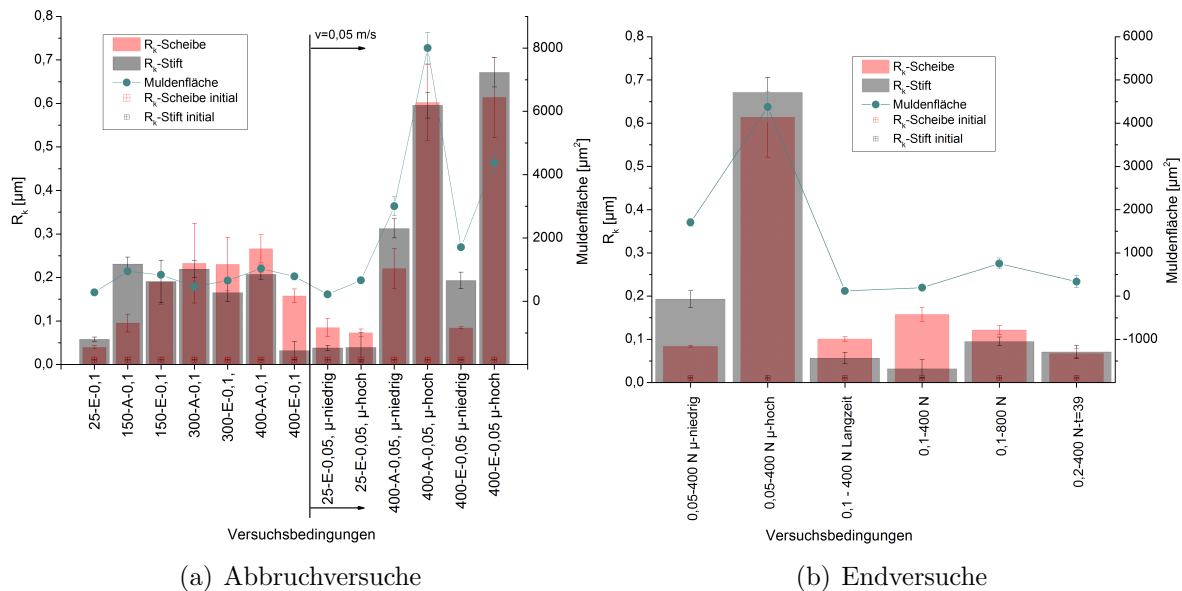 0,8
0,7
0,6
0,5
0,4
0,3
0,2
0,1
0,0
Rk [µm]
Rk-Scheibe
Rk-Stift
Muldenfläche
Rk-Scheibe initial
Rk-Stift initial
v=0,05 m/s
8000
6000
4000
2000
0
Muldenfläche [µm²]
25-E-0,1
150-A-0,1
150-E-0,1
300-A-0,1
300-E-0,1,
400-A-0,1
400-E-0,1
25-E-0,05, µ-niedrig
25-E-0,05, µ-hoch
400-A-0,05, µ-niedrig
400-A-0,05, µ-hoch
400-E-0,05 µ-niedrig
400-E-0,05 µ-hoch
Versuchsbedingungen
(a) Abbruchversuche
0,8
0,7
0,6
0,5
0,4
0,3
0,2
0,1
0,0
Rk [µm]
Rk-Scheibe
Rk-Stift
Muldenfläche
Rk-Scheibe initial
Rk-Stift initial
6000
5000
4000
3000
2000
1000
0
-1000
Muldenfläche [µm²]
0,05-400 N µ-niedrig
0,05-400 N µ-hoch
0,1 - 400 N Langzeit
0,1-400 N
0,1-800 N
0,2-400 N-t=39
Versuchsbedingungen
(b) Endversuche